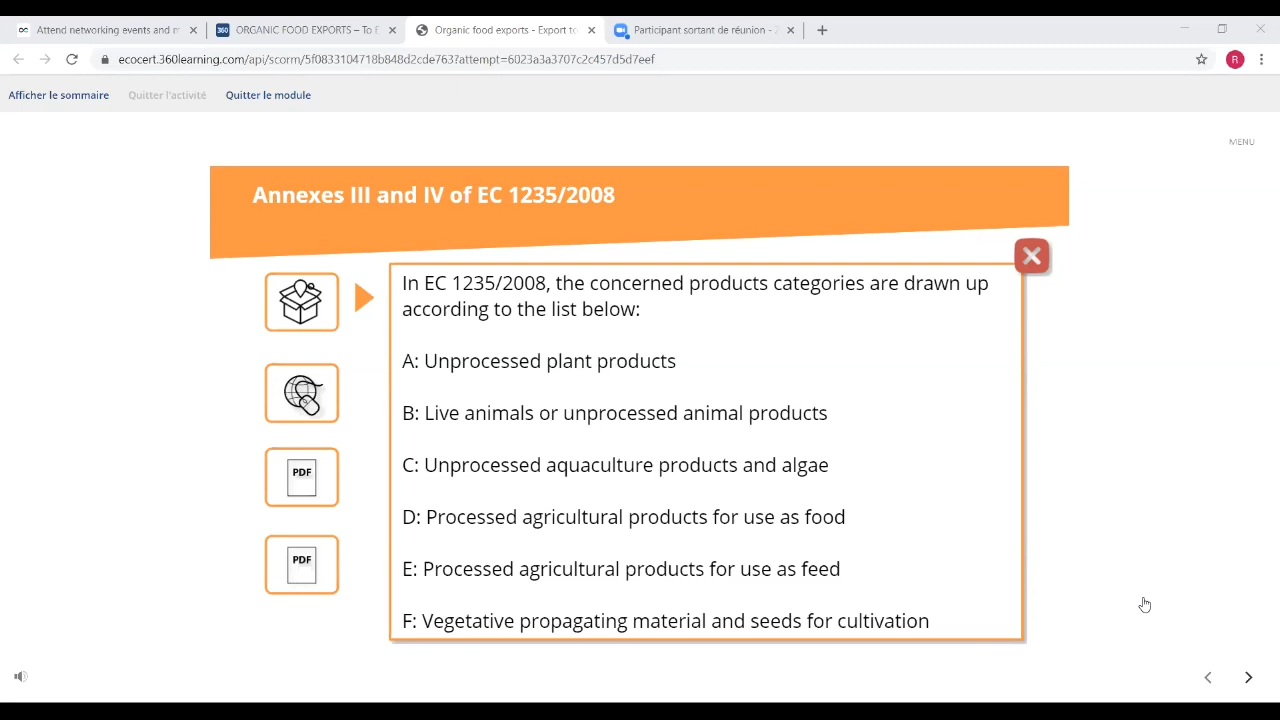 Attend networking events and m
ORGANIC FOOD EXPORTS – To E
Organic food exports - Export to
Participant sortant de réunion - Z
ecocert.360learning.com/api/scorm/5f0833104718b848d2cde763?attempt=6023a3a3707c2c457d5d7eef
R
Afficher le sommaire
Quitter l'activité
Quitter le module
MENU
Annexes III and IV of EC 1235/2008
In EC 1235/2008, the concerned products categories are drawn up
according to the list below:
A: Unprocessed plant products
B: Live animals or unprocessed animal products
C: Unprocessed aquaculture products and algae
D: Processed agricultural products for use as food
E: Processed agricultural products for use as feed
F: Vegetative propagating material and seeds for cultivation
PDF
PDF